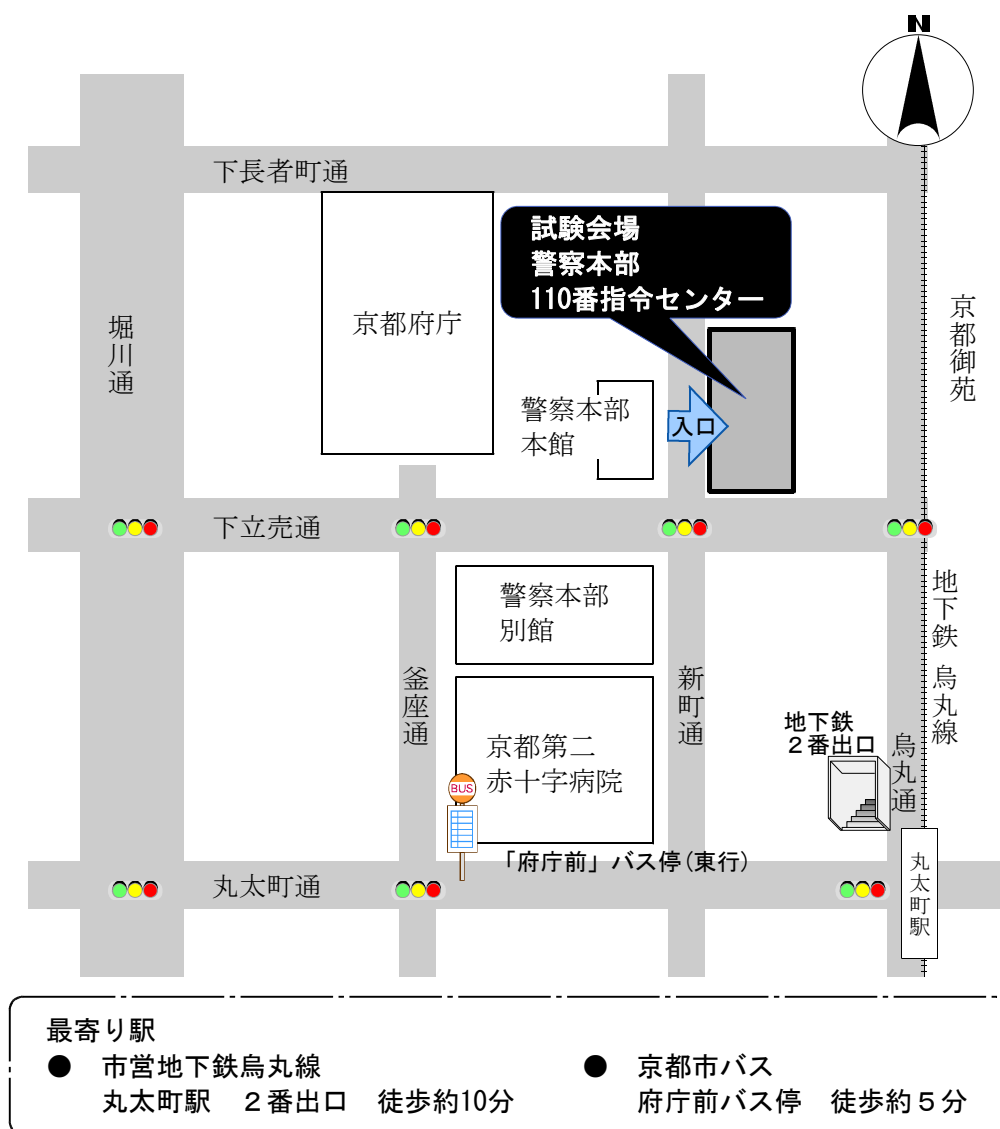 N
下長者町通
試験会場
警察本部
110番指令センター
京都府庁
堀川通
京都御苑
警察本部
本館
入口
下立売通
警察本部
別館
地下鉄 烏丸線
釜座通
新町通
京都第二
赤十字病院
地下鉄
２番出口
烏丸通
BUS
「府庁前」バス停(東行)
丸太町通
丸太町駅
最寄り駅
● 市営地下鉄烏丸線
丸太町駅 ２番出口 徒歩約10分
● 京都市バス
府庁前バス停 徒歩約５分